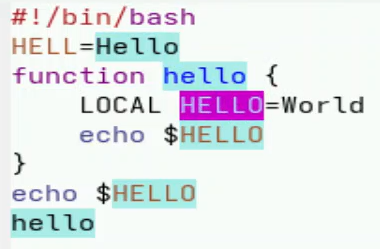 #!/bin/bash
HELL=Hello
function hello {
    LOCAL HELLO=World
    echo $HELLO
}
echo $HELLO
hello